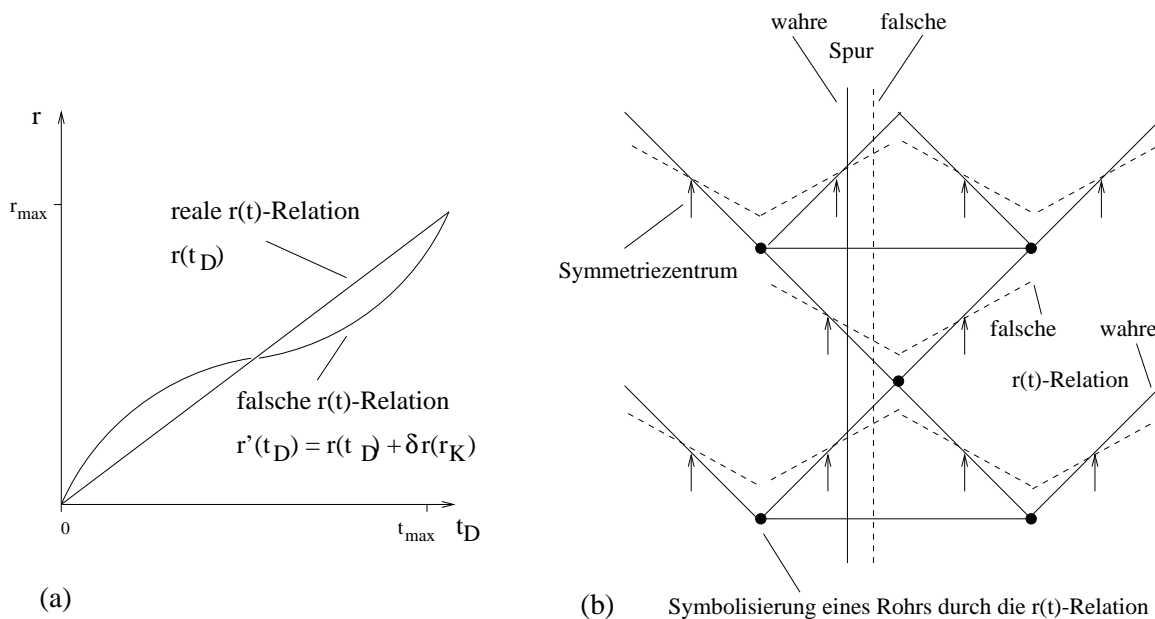 r
r_max
reale r(t)-Relation
r(t_D)
falsche r(t)-Relation
r'(t_D) = r(t_D) + δ r(r_K)
0
t_max
t_D
(a)
wahre
falsche
Spur
Symmetriezentrum
falsche
wahre
r(t)-Relation
(b)
Symbolisierung eines Rohrs durch die r(t)-Relation